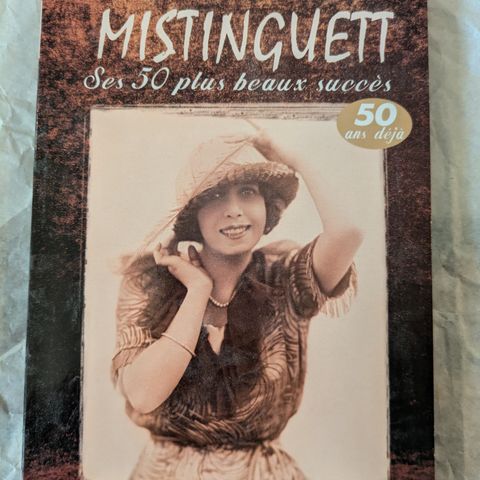 MISTINGUETT
Ses 50 plus beaux succès
50
ans déjà